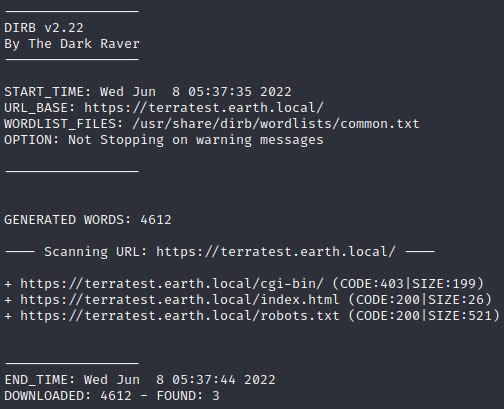 -----------------
DIRB v2.22
By The Dark Raver
-----------------
START_TIME: Wed Jun  8 05:37:35 2022
URL_BASE: https://terratest.earth.local/
WORDLIST_FILES: /usr/share/dirb/wordlists/common.txt
OPTION: Not Stopping on warning messages
-----------------
GENERATED WORDS: 4612
---- Scanning URL: https://terratest.earth.local/ ----
+ https://terratest.earth.local/cgi-bin/ (CODE:403|SIZE:199)
+ https://terratest.earth.local/index.html (CODE:200|SIZE:26)
+ https://terratest.earth.local/robots.txt (CODE:200|SIZE:521)
-----------------
END_TIME: Wed Jun  8 05:37:44 2022
DOWNLOADED: 4612 - FOUND: 3